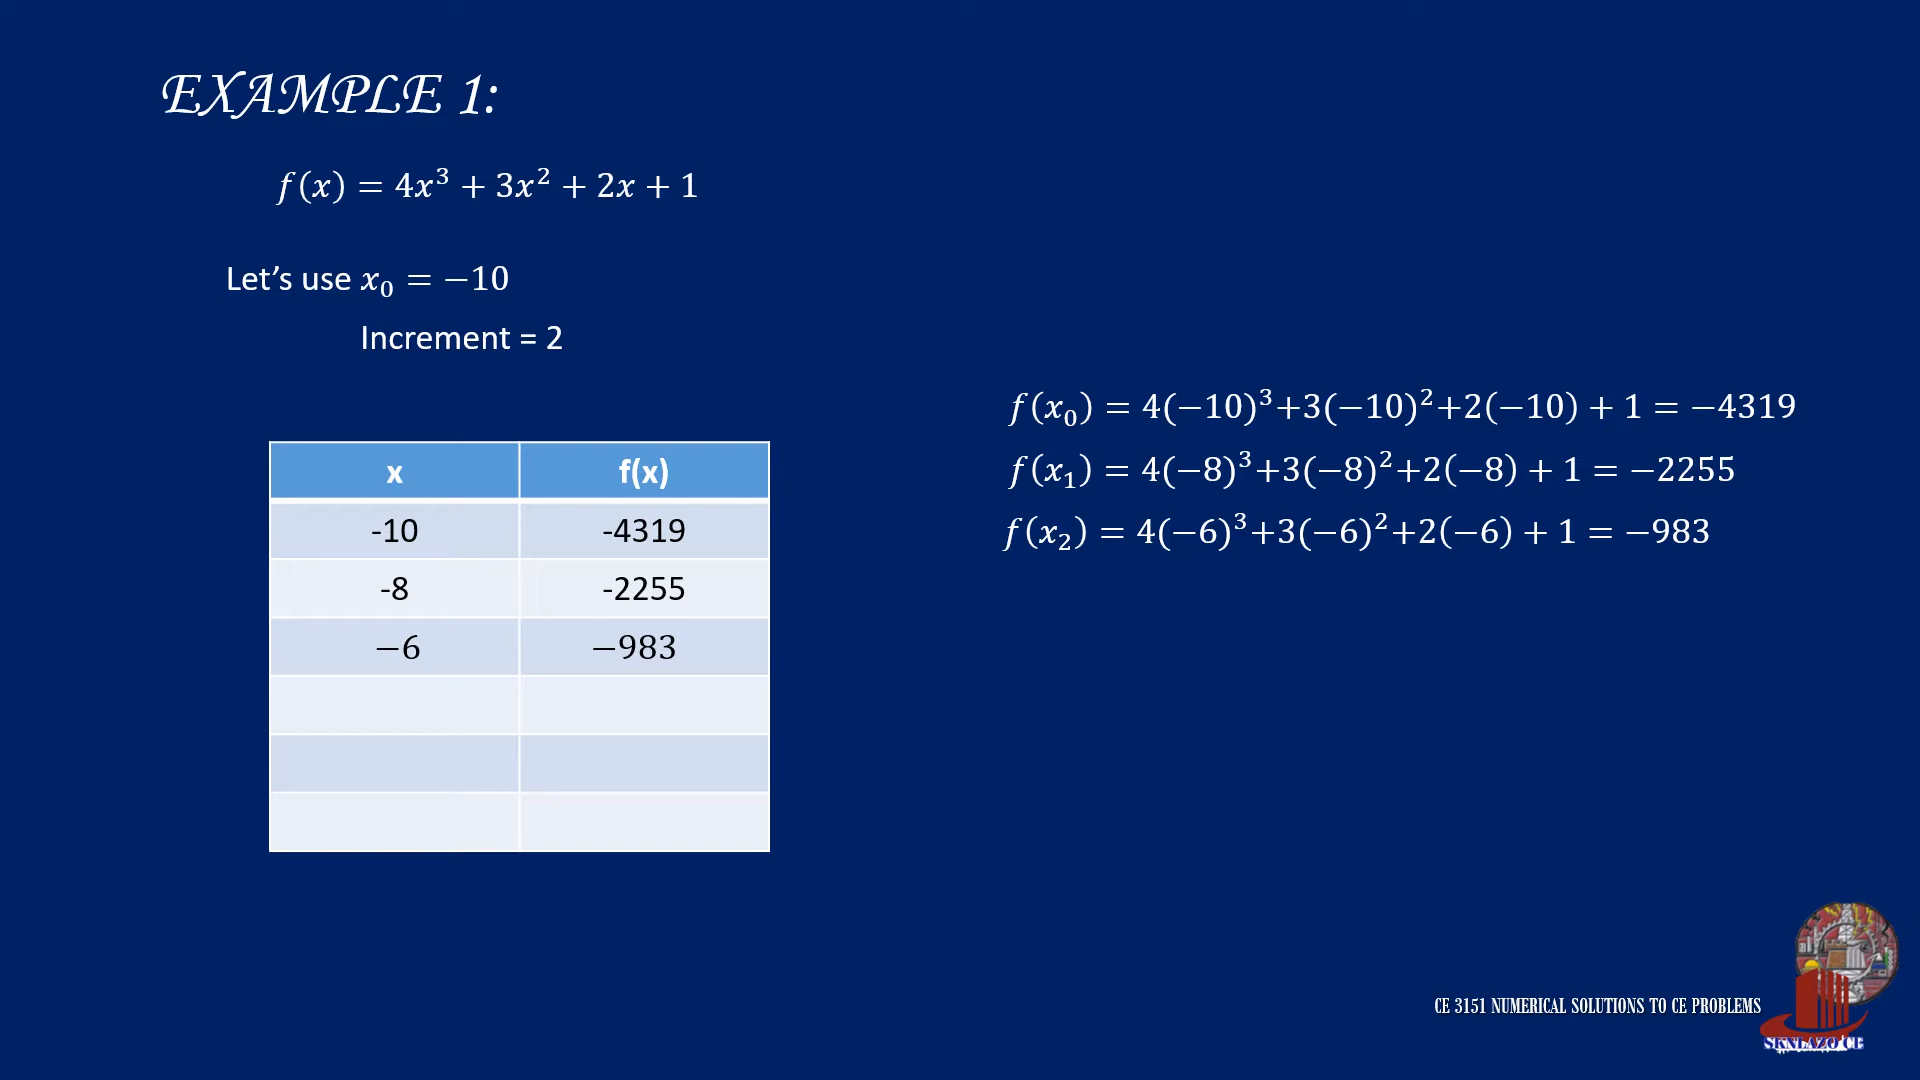 EXAMPLE 1:
f(x) = 4x³ + 3x² + 2x + 1
Let’s use x₀ = −10
Increment = 2
f(x₀) = 4(−10)³+3(−10)²+2(−10) + 1 = −4319
f(x₁) = 4(−8)³+3(−8)²+2(−8) + 1 = −2255
f(x₂) = 4(−6)³+3(−6)²+2(−6) + 1 = −983
x f(x)
-10 -4319
-8 -2255
−6 −983
CE 3151 NUMERICAL SOLUTIONS TO CE PROBLEMS
SKNLAZO CE